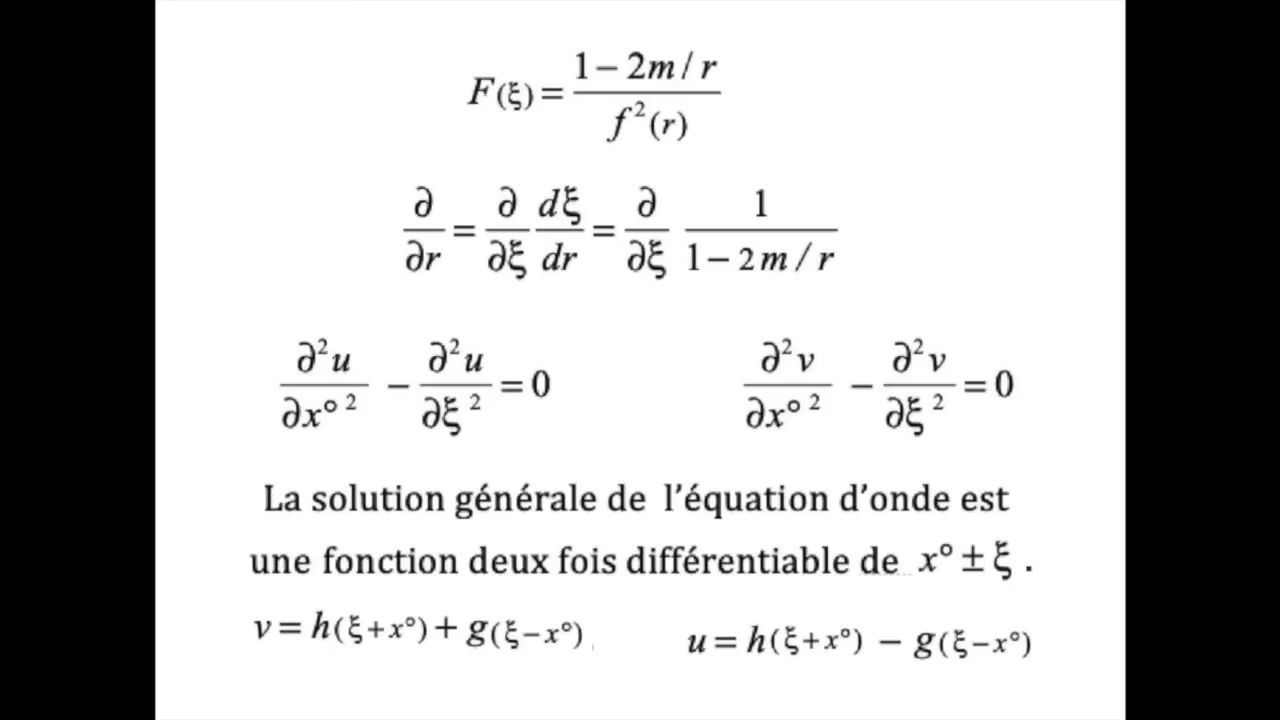 F(ξ) = (1 − 2m / r) / f²(r)
∂/∂r = ∂/∂ξ dξ/dr = ∂/∂ξ 1/(1 − 2m / r)
∂²u/∂x°² − ∂²u/∂ξ² = 0    ∂²v/∂x°² − ∂²v/∂ξ² = 0
La solution générale de l’équation d’onde est
une fonction deux fois différentiable de x° ± ξ .
v = h(ξ+x°) + g(ξ−x°)    u = h(ξ+x°) − g(ξ−x°)